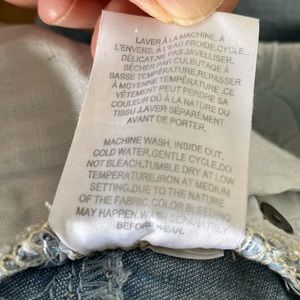 LAVER À LA MACHINE, À
L'ENVERS, À L'EAU FROIDE,CYCLE
DÉLICAT.NE PAS JAVELLISER.
SÉCHER PAR CULBUTAGE À
BASSE TEMPÉRATURE.REPASSER
À MOYENNE TEMPÉRATURE ,CE
VÊTEMENT PEUT PERDRE SA
COULEUR DÛ À LA NATURE DU
TISSU.LAVER SÉPARÉMENT
AVANT DE PORTER.
MACHINE WASH, INSIDE OUT,
COLD WATER,GENTLE CYCLE.DO
NOT BLEACH,TUMBLE DRY AT LOW
TEMPERATURE.IRON AT MEDIUM
SETTING.DUE TO THE NATURE
OF THE FABRIC,COLOR BLEEDING
MAY HAPPEN.WASH SEPARATELY
BEFORE WEAR.